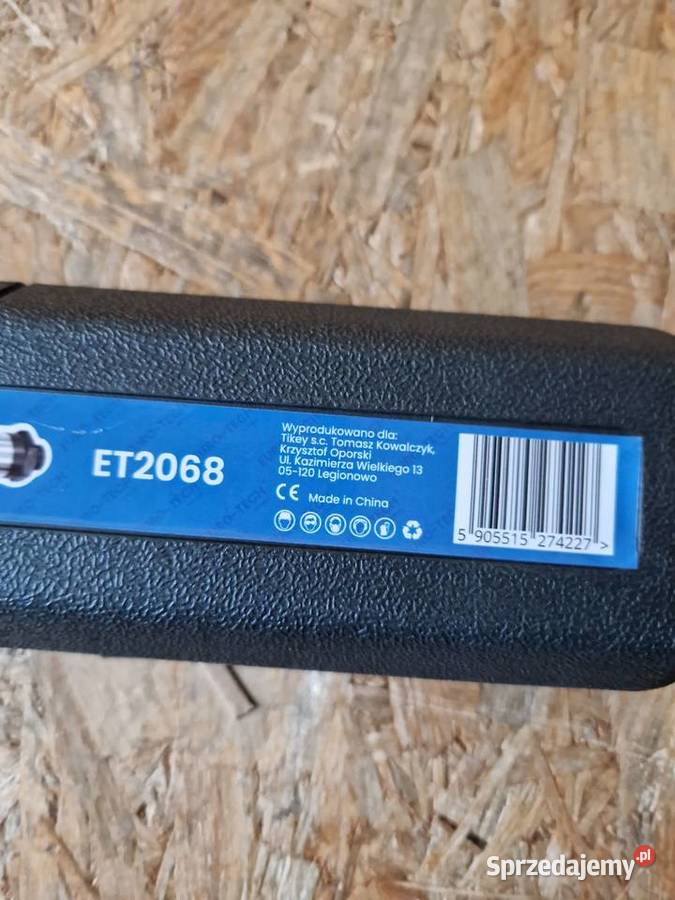 ET2068
Wyprodukowano dla:
Tikey s.c. Tomasz Kowalczyk,
Krzysztof Oporski
Ul. Kazimierza Wielkiego 13
05-120 Legionowo
CE Made in China
5 905515 274227 >
Sprzedajemy.pl